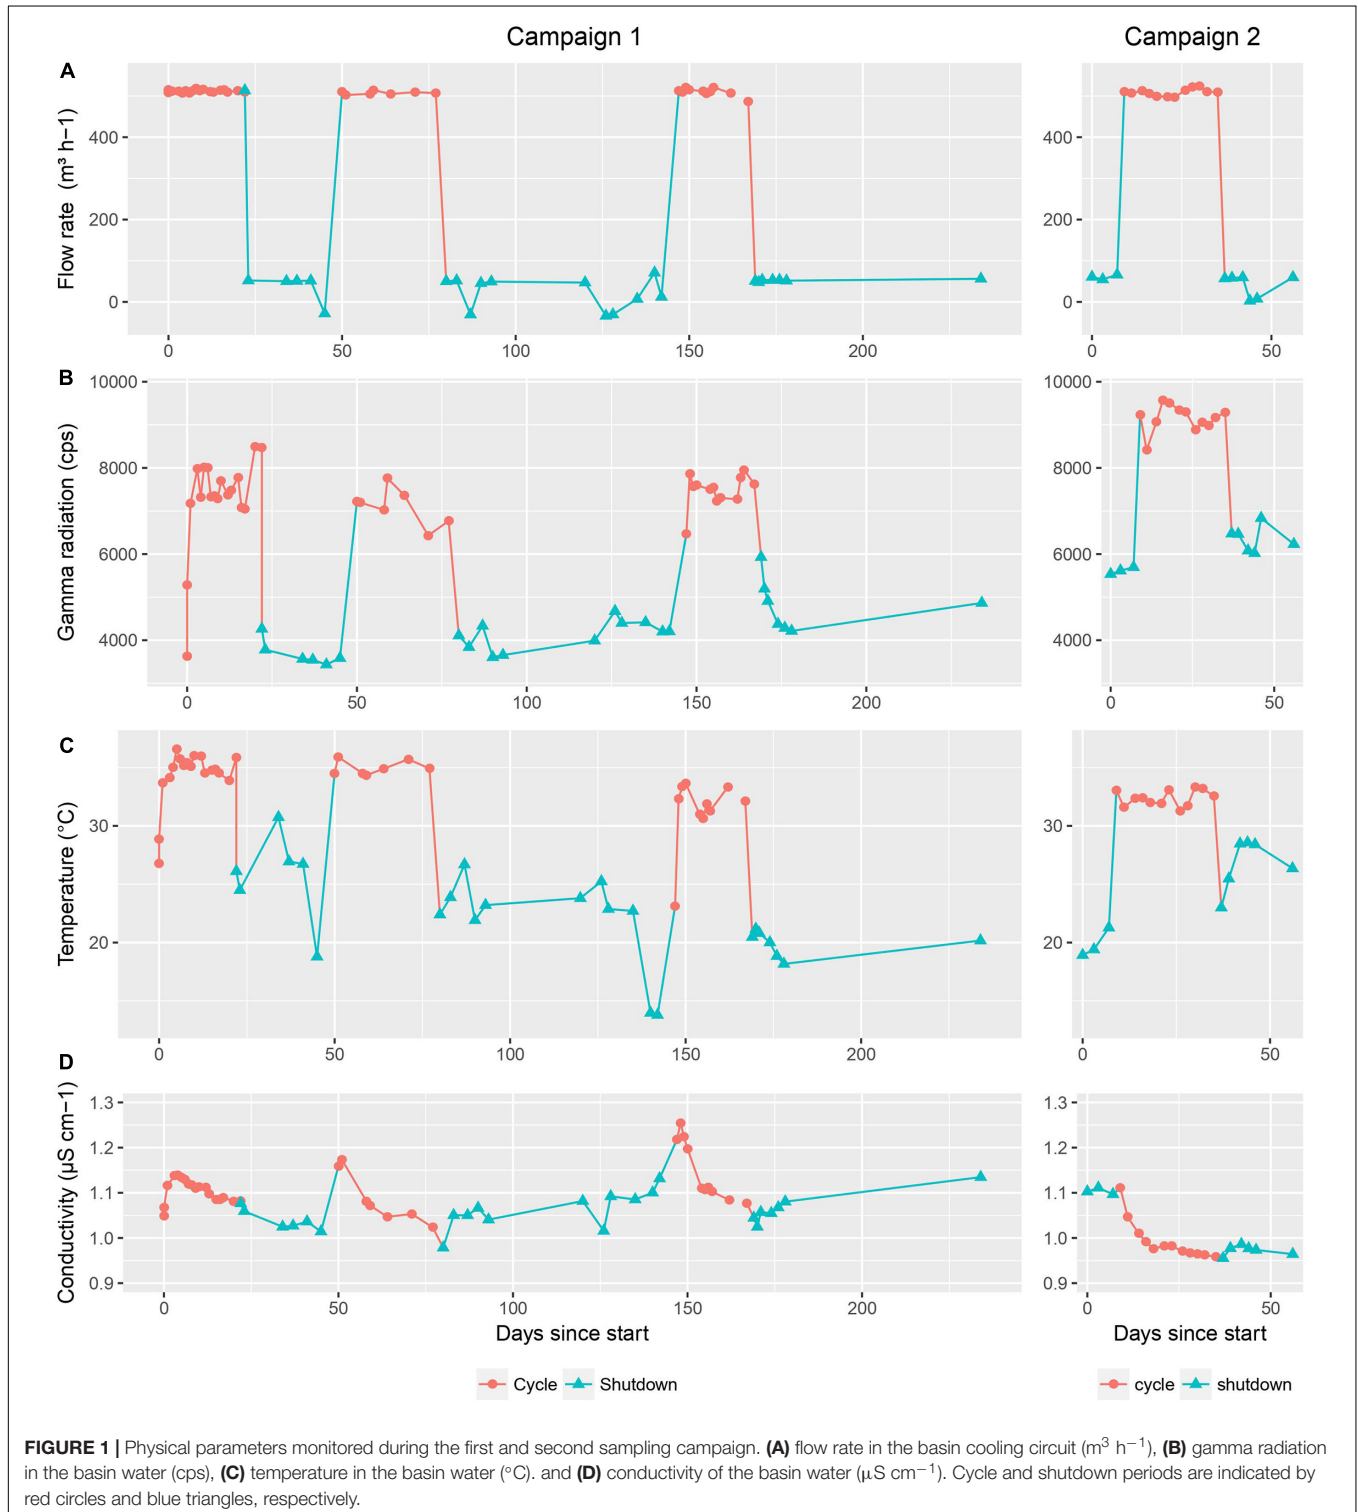 Campaign 1
Campaign 2
A
Flow rate (m³ h−1)
400
200
0
0 50 100 150 200
400
200
0
0 50
B
Gamma radiation (cps)
10000
8000
6000
4000
0 50 100 150 200
10000
8000
6000
4000
0 50
C
Temperature (°C)
30
20
0 50 100 150 200
30
20
0 50
D
Conductivity (µS cm−1)
1.3
1.2
1.1
1.0
0.9
0 50 100 150 200
Days since start
1.3
1.2
1.1
1.0
0.9
0 50
Days since start
Cycle Shutdown
cycle shutdown
FIGURE 1 | Physical parameters monitored during the first and second sampling campaign. (A) flow rate in the basin cooling circuit (m³ h⁻¹), (B) gamma radiation
in the basin water (cps), (C) temperature in the basin water (°C). and (D) conductivity of the basin water (µS cm⁻¹). Cycle and shutdown periods are indicated by
red circles and blue triangles, respectively.